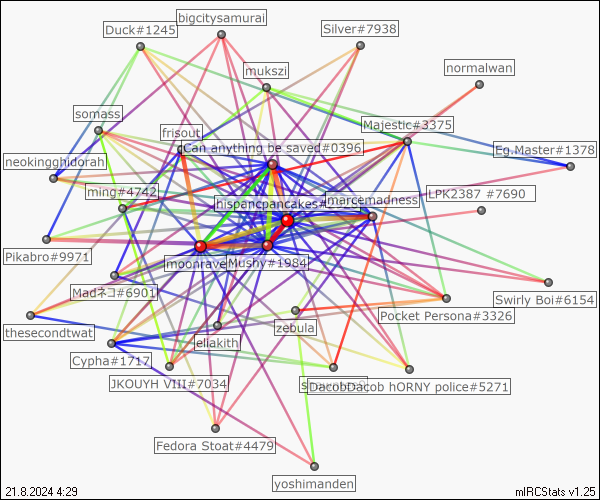 bigcitysamurai
Duck#1245
Silver#7938
mukszi
normalwan
somass
Majestic#3375
frisout
Can anything be saved#0396
Eg.Master#1378
neokingghidorah
ming#4742
LPK2387 #7690
hispancpancakes#
marcemadness
Pikabro#9971
moonrave
Mushy#1984
Madネコ#6901
Swirly Boi#6154
Pocket Persona#3326
thesecondtwat
zebula
eliakith
Cypha#1717
JKOUYH VIII#7034
DacobDacob hORNY police#5271
Fedora Stoat#4479
yoshimanden
21.8.2024 4:29
mIRCStats v1.25